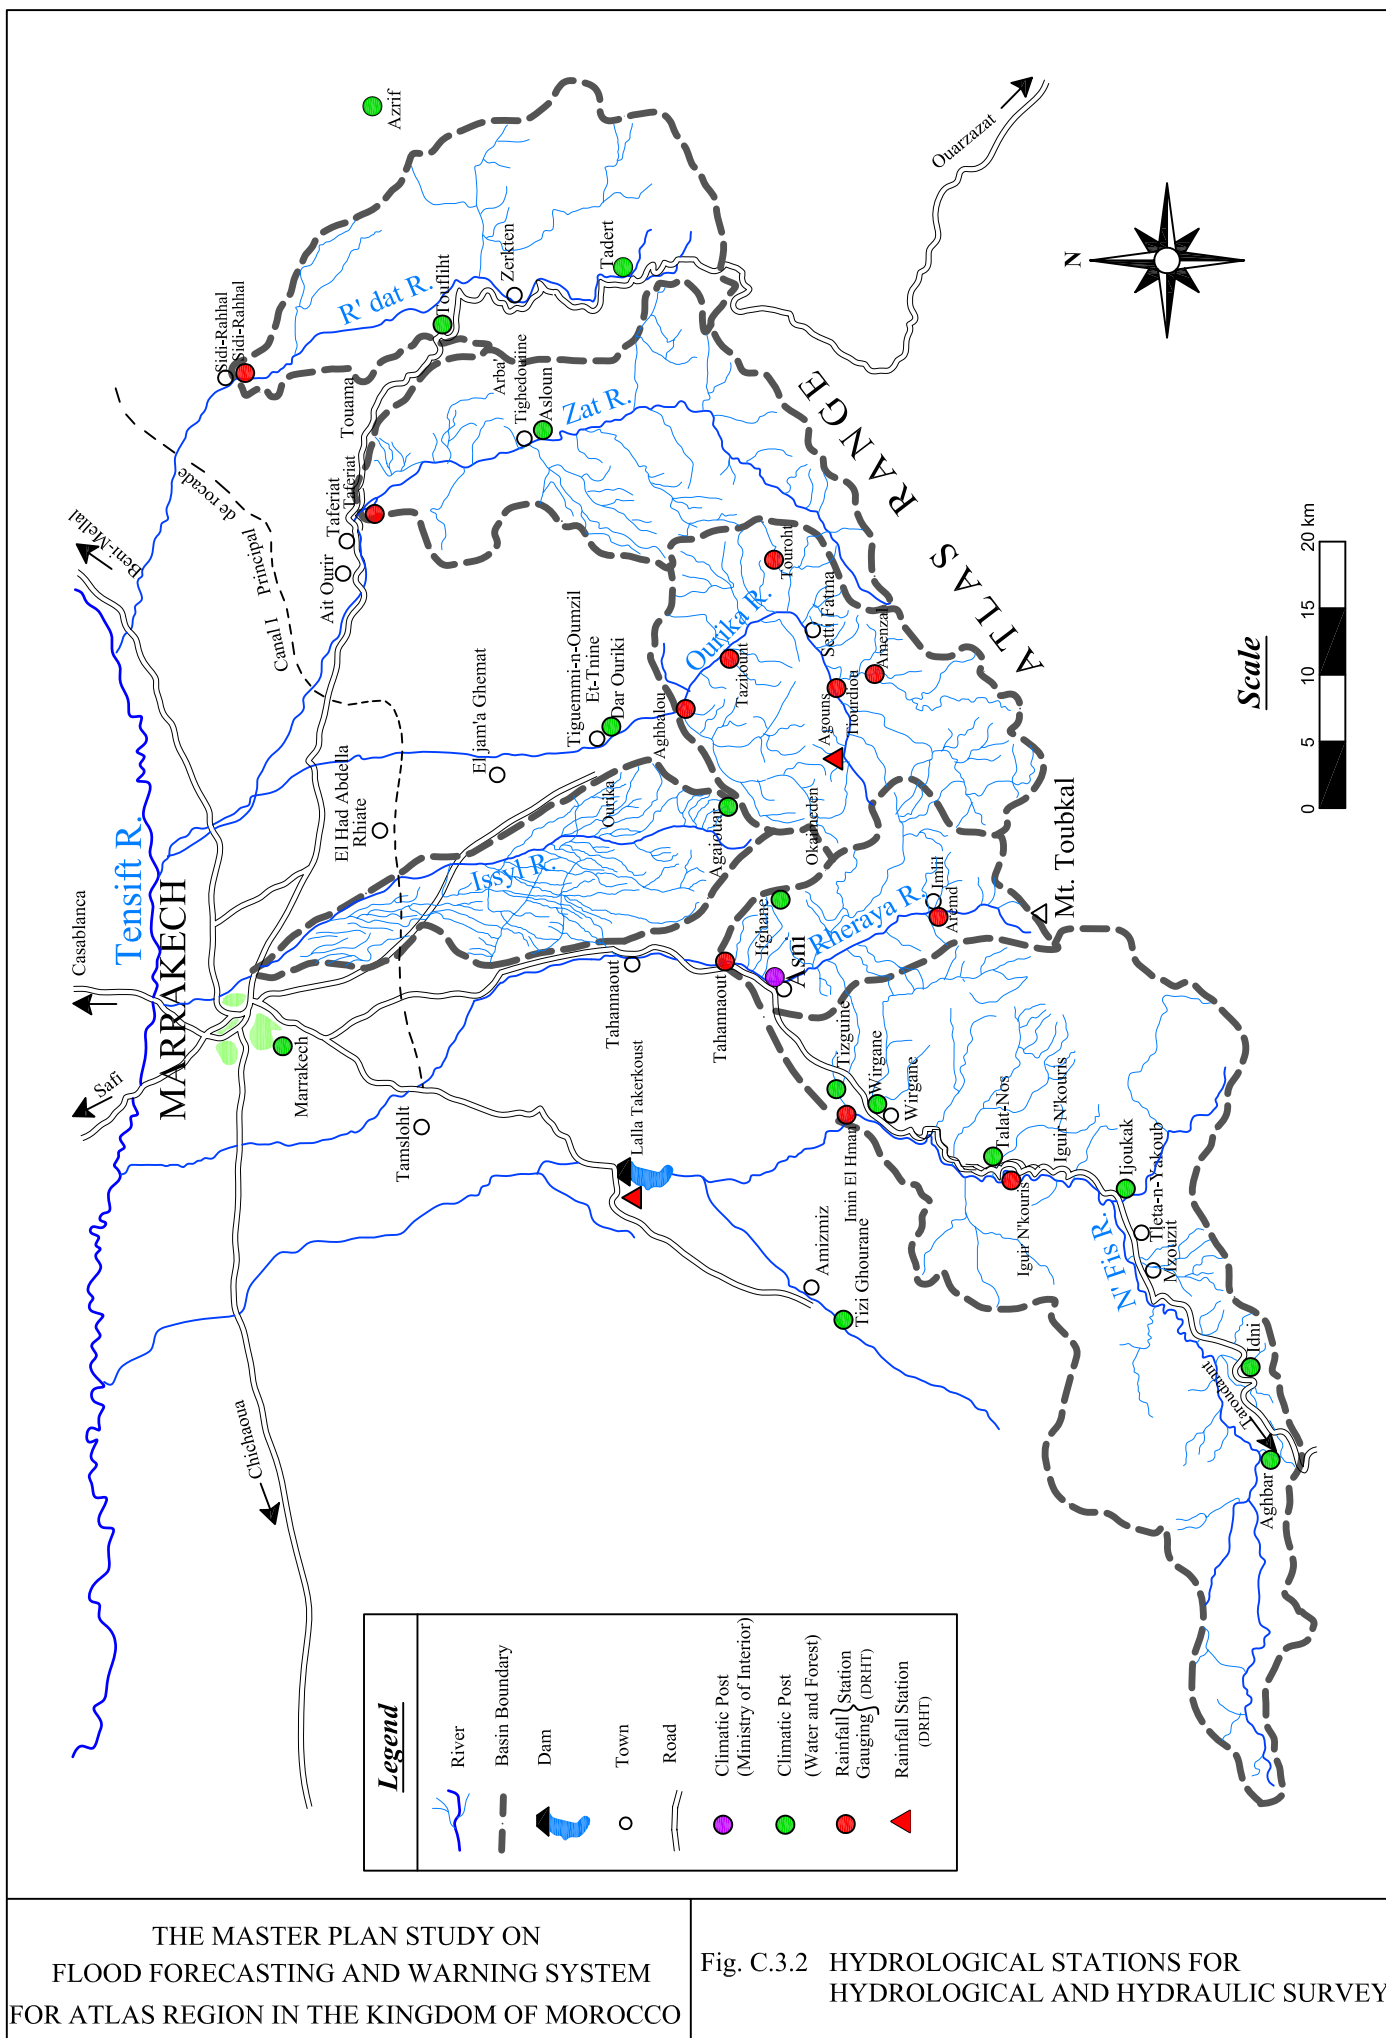 Azrif
Ouarzazat
N
Sidi-Rahhal
Sidi-Rahhal
R' dat R.
Toufliht
Zerkten
Tadert
Touama
Arba'
Tighedouine
Asloun
Zat R.
Taferiat
Taferiat
Ait Ourir
Beni-Mellal
Canal I Principal de rocade
ATLAS RANGE
Touroht
Ourika R.
Setti Fatma
Tazitount
Amenzal
Tiourdiou
Agouns
Tiguemmi-n-Oumzil
Et-Tnine
Dar Ouriki
Aghbalou
El jam'a Ghemat
El Had Abdella
Rhiate
Ourika
Agaiouar
Okaimeden
Issyl R.
Tensift R.
MARRAKECH
Casablanca
Safi
Marrakech
Ifghane
Rheraya R.
Imlil
Aremd
Mt. Toubkal
Asni
Tahannaout
Tahannaout
Tizguine
Wirgane
Wirgane
Lalla Takerkoust
Tamslohlt
Imin El Hmam
Talat-Nos
Iguir N'kouris
Iguir N"kouris
Ijoukak
Tleta-n-Yakoub
Mzouzit
N' Fis R.
Amizmiz
Tizi Ghourane
Idni
Taroudannt
Aghbar
Chichaoua
Scale
0 5 10 15 20 km
Legend
River
Basin Boundary
Dam
Town
Road
Climatic Post
(Ministry of Interior)
Climatic Post
(Water and Forest)
Rainfall Station
Gauging (DRHT)
Rainfall Station
(DRHT)
THE MASTER PLAN STUDY ON
FLOOD FORECASTING AND WARNING SYSTEM
FOR ATLAS REGION IN THE KINGDOM OF MOROCCO
Fig. C.3.2 HYDROLOGICAL STATIONS FOR
HYDROLOGICAL AND HYDRAULIC SURVEY